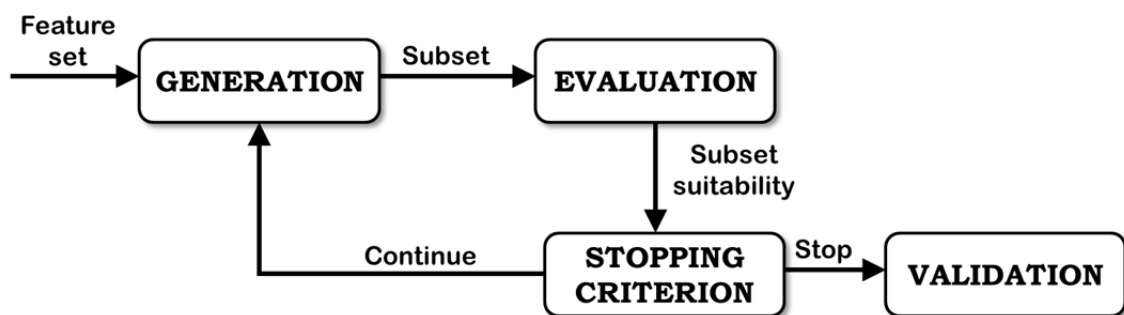 Feature
set
GENERATION
Subset
EVALUATION
Subset
suitability
Continue
STOPPING
CRITERION
Stop
VALIDATION